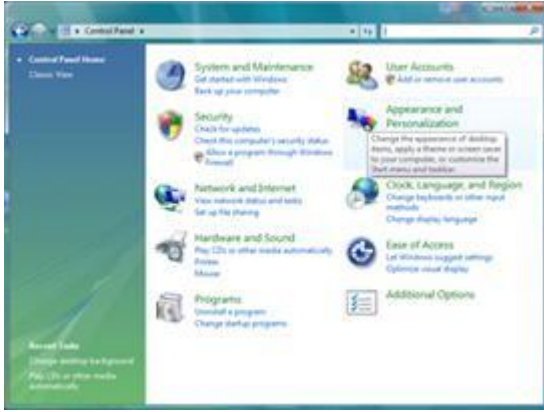 Control Panel
Control Panel Home
Classic View
System and Maintenance
Get started with Windows
Back up your computer
Security
Check for updates
Check this computer's security status
Allow a program through Windows
Firewall
Network and Internet
View network status and tasks
Set up file sharing
Hardware and Sound
Play CDs or other media automatically
Printer
Mouse
Programs
Uninstall a program
Change startup programs
User Accounts
Add or remove user accounts
Appearance and
Personalization
Change the appearance of desktop
items, apply a theme or screen saver
to your computer, or customize the
Start menu and taskbar.
Clock, Language, and Region
Change keyboards or other input
methods
Change display language
Ease of Access
Let Windows suggest settings
Optimize visual display
Additional Options
Recent Tasks
Change desktop background
Play CDs or other media
automatically